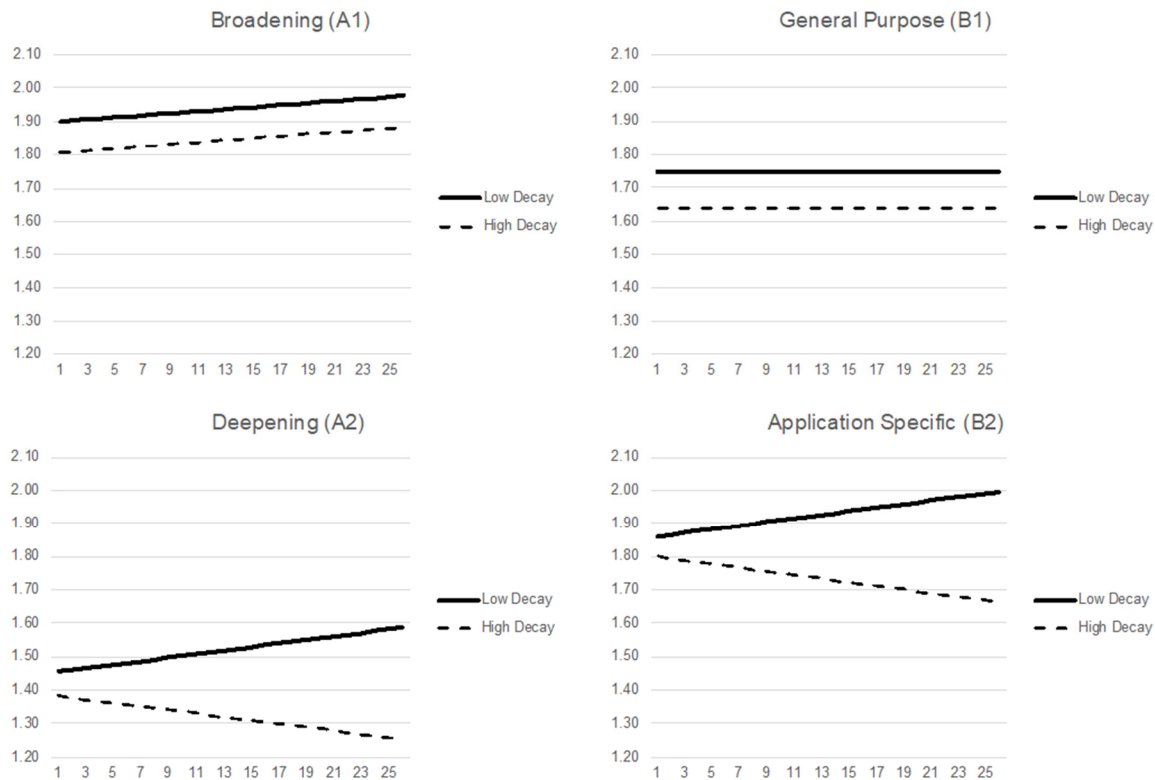 Broadening (A1)
2.10
2.00
1.90
1.80
1.70
1.60
1.50
1.40
1.30
1.20
1 3 5 7 9 11 13 15 17 19 21 23 25
Low Decay
High Decay
General Purpose (B1)
2.10
2.00
1.90
1.80
1.70
1.60
1.50
1.40
1.30
1.20
1 3 5 7 9 11 13 15 17 19 21 23 25
Low Decay
High Decay
Deepening (A2)
2.10
2.00
1.90
1.80
1.70
1.60
1.50
1.40
1.30
1.20
1 3 5 7 9 11 13 15 17 19 21 23 25
Low Decay
High Decay
Application Specific (B2)
2.10
2.00
1.90
1.80
1.70
1.60
1.50
1.40
1.30
1.20
1 3 5 7 9 11 13 15 17 19 21 23 25
Low Decay
High Decay